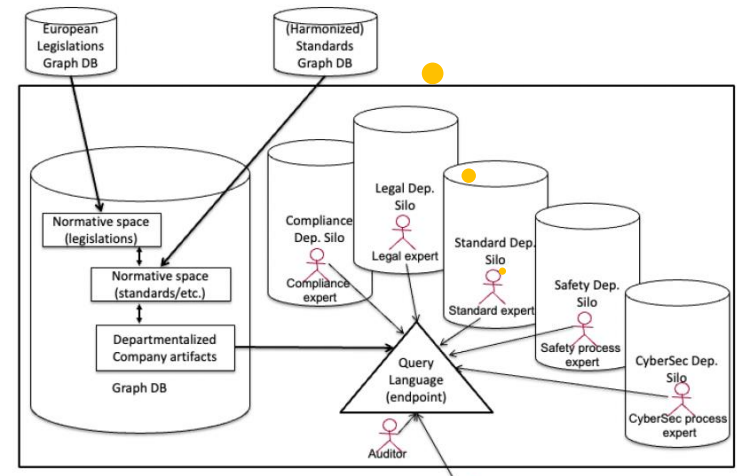 European
Legislations
Graph DB
(Harmonized)
Standards
Graph DB
Normative space
(legislations)
Normative space
(standards/etc.)
Departmentalized
Company artifacts
Graph DB
Compliance
Dep. Silo
Compliance
expert
Legal Dep.
Silo
Legal expert
Standard Dep.
Silo
Standard expert
Safety Dep.
Silo
Safety process
expert
CyberSec Dep.
Silo
CyberSec process
expert
Query
Language
(endpoint)
Auditor